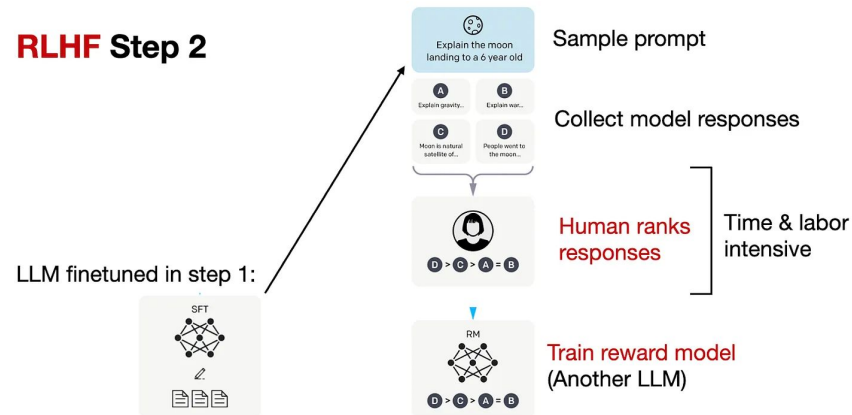 RLHF Step 2
Explain the moon
landing to a 6 year old
Sample prompt
A
Explain gravity...
B
Explain war...
C
Moon is natural
satellite of...
D
People went to
the moon...
Collect model responses
D > C > A = B
Human ranks
responses
Time & labor
intensive
LLM finetuned in step 1:
SFT
RM
D > C > A = B
Train reward model
(Another LLM)